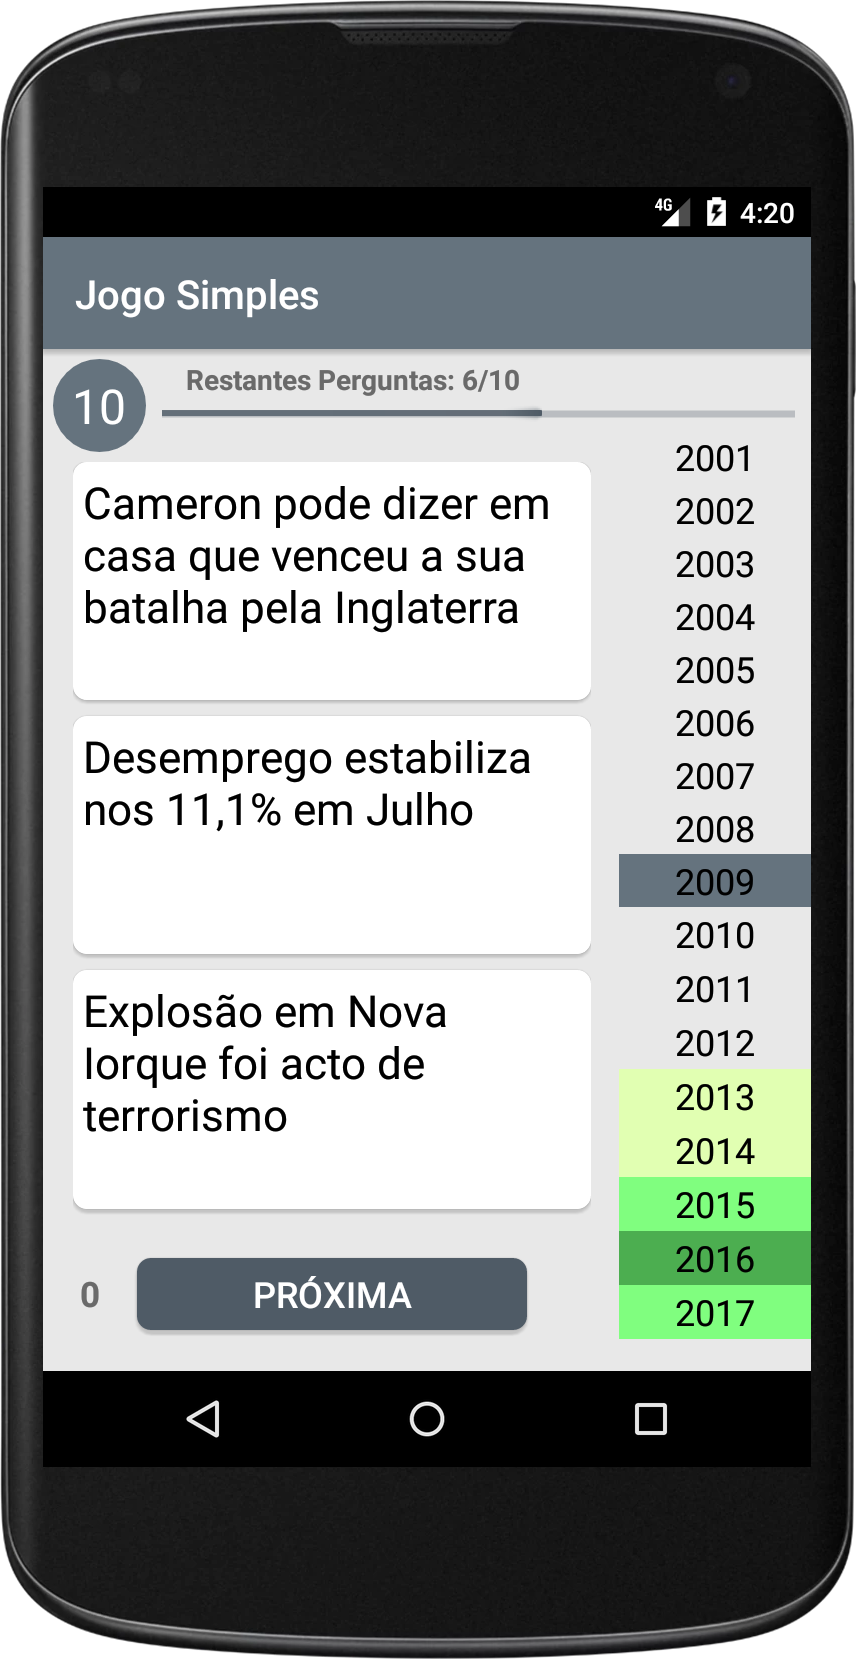 4G 4:20
Jogo Simples
10
Restantes Perguntas: 6/10
Cameron pode dizer em
casa que venceu a sua
batalha pela Inglaterra
Desemprego estabiliza
nos 11,1% em Julho
Explosão em Nova
Iorque foi acto de
terrorismo
0
PRÓXIMA
2001
2002
2003
2004
2005
2006
2007
2008
2009
2010
2011
2012
2013
2014
2015
2016
2017